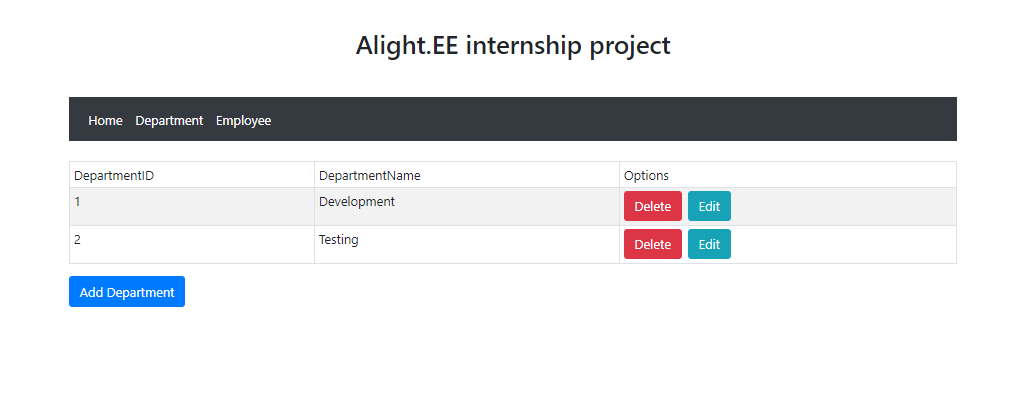 Alight.EE internship project
Home Department Employee
DepartmentID DepartmentName Options
1 Development Delete Edit
2 Testing Delete Edit
Add Department